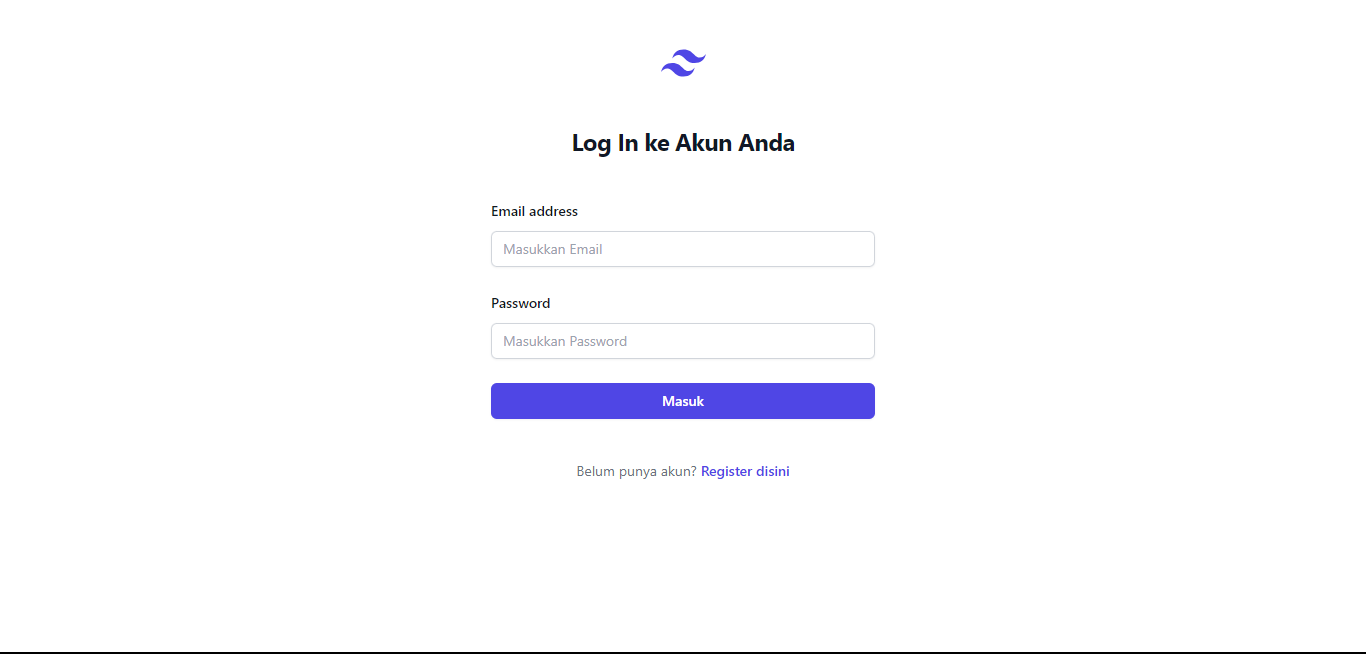 Log In ke Akun Anda
Email address
Masukkan Email
Password
Masukkan Password
Masuk
Belum punya akun? Register disini